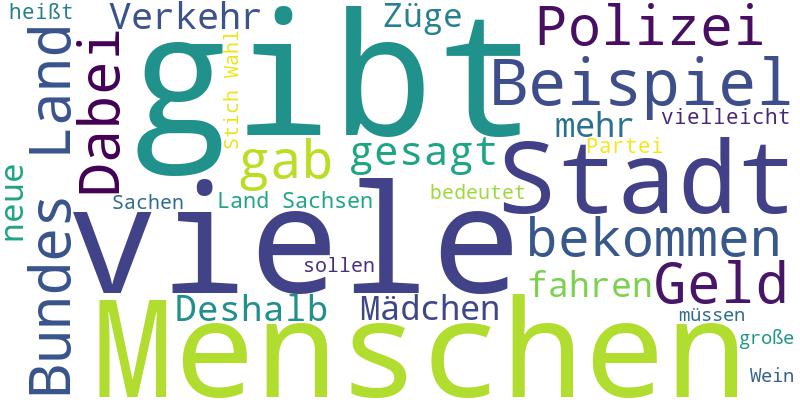 heißt
Verkehr
Züge
Polizei
gibt
Stich Wahl
Dabei
Bundes Land
Beispiel
mehr
vielleicht
Partei
gab
gesagt
Stadt
neue
Sachen
Land Sachsen
bedeutet
viele
sollen
bekommen
fahren
Geld
Deshalb
Mädchen
müssen
Menschen
große
Wein